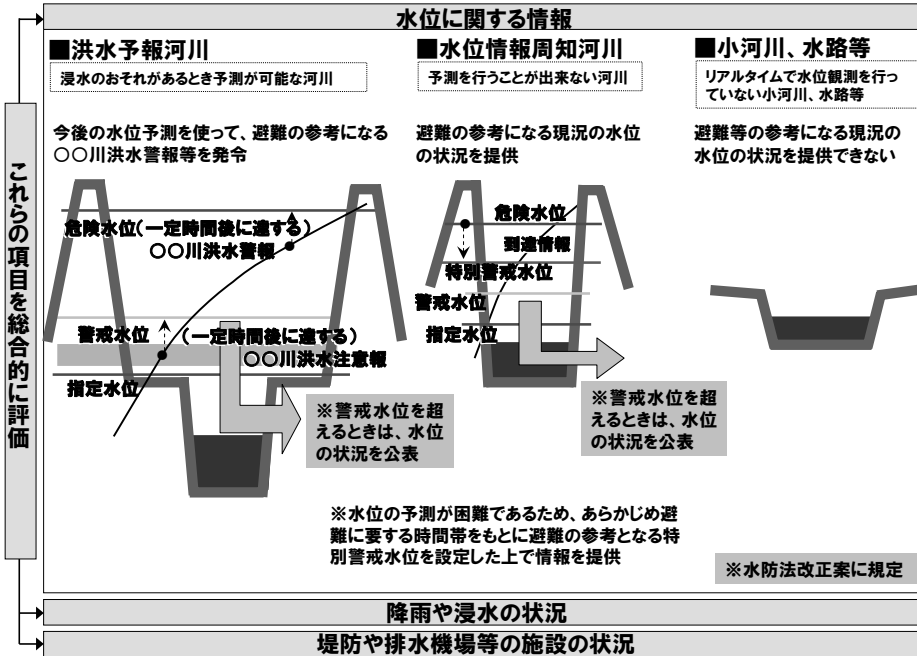 水位に関する情報
これらの項目を総合的に評価
■洪水予報河川
浸水のおそれがあるとき予測が可能な河川
今後の水位予測を使って、避難の参考になる
〇〇川洪水警報等を発令
危険水位(一定時間後に達する)
〇〇川洪水警報
警戒水位
(一定時間後に達する)
〇〇川洪水注意報
指定水位
※警戒水位を超
えるときは、水位
の状況を公表
■水位情報周知河川
予測を行うことが出来ない河川
避難の参考になる現況の水位
の状況を提供
危険水位
到達情報
特別警戒水位
警戒水位
指定水位
※警戒水位を超
えるときは、水位
の状況を公表
※水位の予測が困難であるため、あらかじめ避
難に要する時間帯をもとに避難の参考となる特
別警戒水位を設定した上で情報を提供
■小河川、水路等
リアルタイムで水位観測を行っ
ていない小河川、水路等
避難等の参考になる現況の
水位の状況を提供できない
※水防法改正案に規定
降雨や浸水の状況
堤防や排水機場等の施設の状況